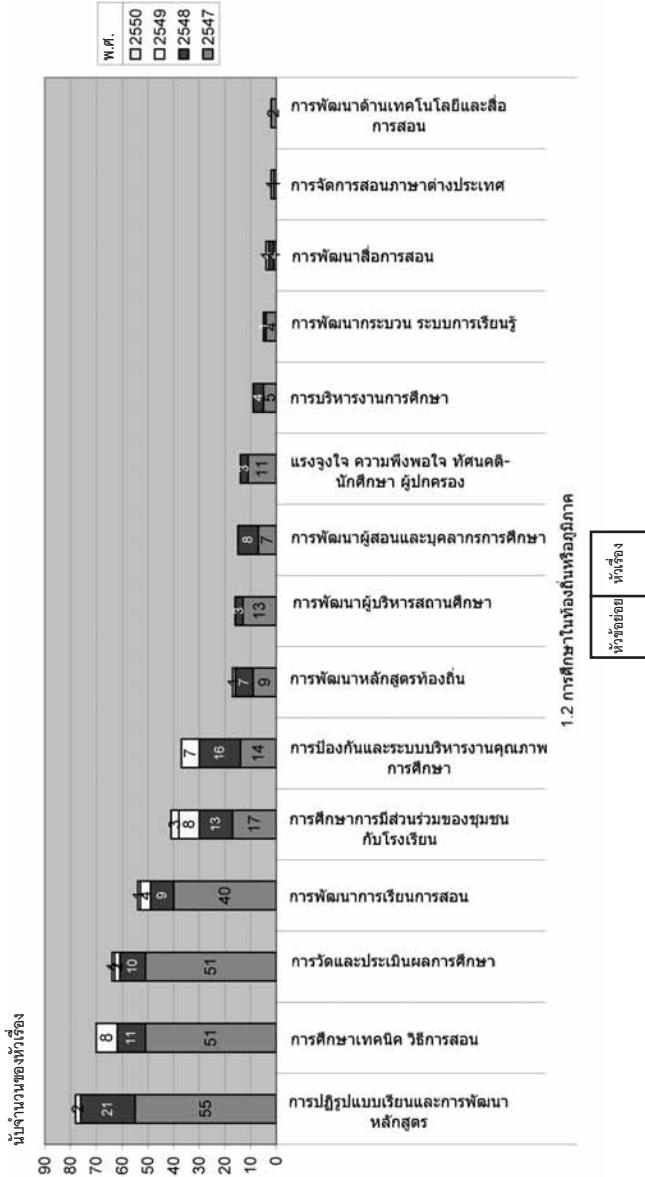 นับจำนวนของหัวเรื่อง
90
80
70
60
50
40
30
20
10
0
2
21
55
8
11
51
2
10
51
4
9
40
3
8
13
17
7
16
14
1
7
9
3
13
8
7
3
11
4
5
1
4
2
การปฏิรูปแบบเรียนและการพัฒนา
หลักสูตร
การศึกษาเทคนิค วิธีการสอน
การวัดและประเมินผลการศึกษา
การพัฒนาการเรียนการสอน
การศึกษาการมีส่วนร่วมของชุมชน
กับโรงเรียน
การป้องกันและระบบบริหารงานคุณภาพ
การศึกษา
การพัฒนาหลักสูตรท้องถิ่น
การพัฒนาผู้บริหารสถานศึกษา
การพัฒนาผู้สอนและบุคลากรการศึกษา
แรงจูงใจ ความพึงพอใจ ทัศนคติ-
นักศึกษา ผู้ปกครอง
การบริหารงานการศึกษา
การพัฒนากระบวน ระบบการเรียนรู้
การพัฒนาสื่อการสอน
การจัดการสอนภาษาต่างประเทศ
การพัฒนาด้านเทคโนโลยีและสื่อ
การสอน
1.2 การศึกษาในท้องถิ่นหรือภูมิภาค
หัวข้อย่อย หัวเรื่อง
พ.ศ.
2550
2549
2548
2547